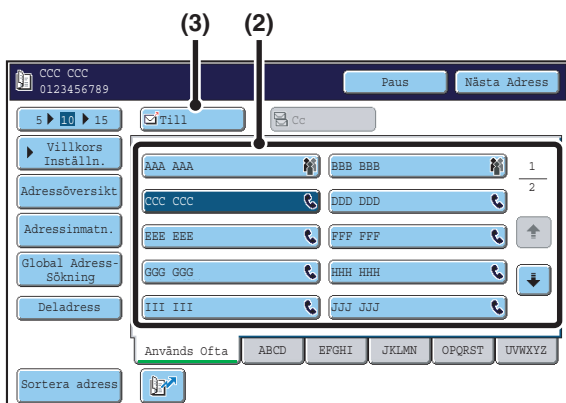 (3) (2)
CCC CCC
0123456789
Paus
Nästa Adress
5 10 15
Till
Cc
Villkors
Inställn.
Adressöversikt
Adressinmatn.
Global Adress-
Sökning
Deladress
AAA AAA
BBB BBB
CCC CCC
DDD DDD
EEE EEE
FFF FFF
GGG GGG
HHH HHH
III III
JJJ JJJ
1
2
Används Ofta
ABCD
EFGHI
JKLMN
OPQRST
UVWXYZ
Sortera adress